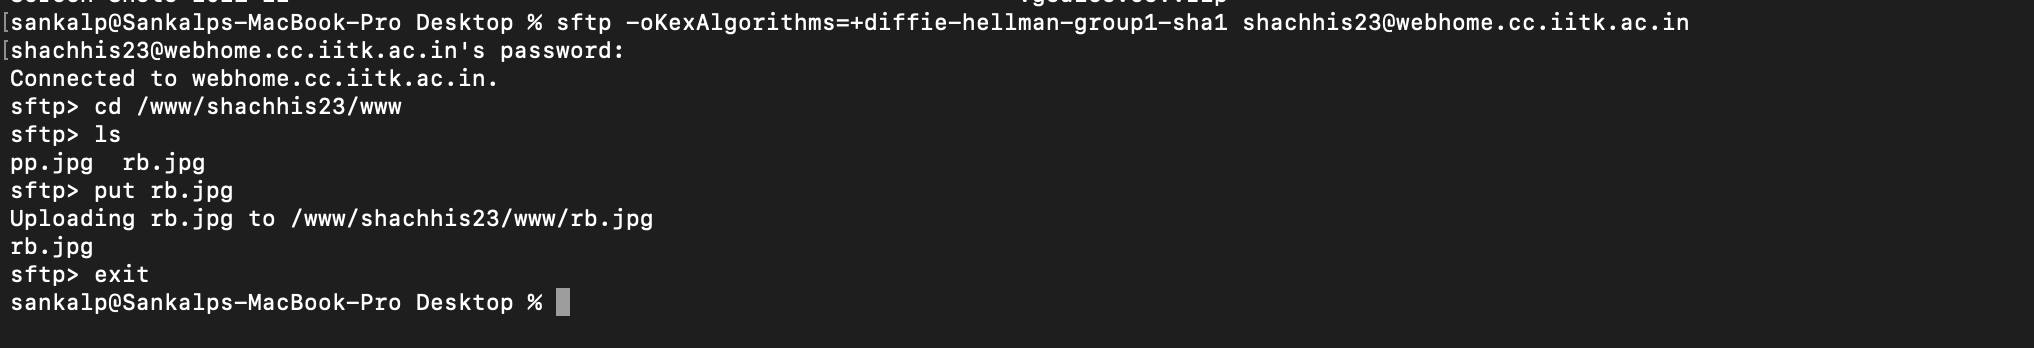 sankalp@Sankalps-MacBook-Pro Desktop % sftp -oKexAlgorithms=+diffie-hellman-group1-sha1 shachhis23@webhome.cc.iitk.ac.in
shachhis23@webhome.cc.iitk.ac.in's password:
Connected to webhome.cc.iitk.ac.in.
sftp> cd /www/shachhis23/www
sftp> ls
pp.jpg  rb.jpg
sftp> put rb.jpg
Uploading rb.jpg to /www/shachhis23/www/rb.jpg
rb.jpg
sftp> exit
sankalp@Sankalps-MacBook-Pro Desktop %